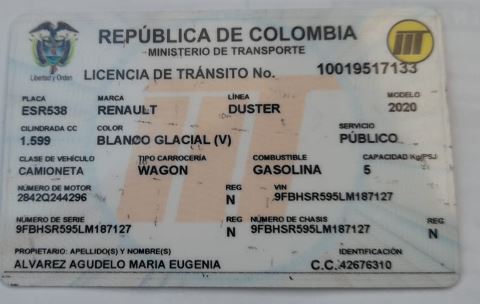 REPÚBLICA DE COLOMBIA
MINISTERIO DE TRANSPORTE
Libertad y Orden
LICENCIA DE TRÁNSITO No. 10019517133
PLACA MARCA LÍNEA MODELO
ESR538 RENAULT DUSTER 2020
CILINDRADA CC COLOR SERVICIO
1.599 BLANCO GLACIAL (V) PÚBLICO
CLASE DE VEHÍCULO TIPO CARROCERÍA COMBUSTIBLE CAPACIDAD Kg/PSJ
CAMIONETA WAGON GASOLINA 5
NÚMERO DE MOTOR REG VIN
2842Q244296 N 9FBHSR595LM187127
NÚMERO DE SERIE REG NÚMERO DE CHASIS REG
9FBHSR595LM187127 N 9FBHSR595LM187127 N
PROPIETARIO: APELLIDO(S) Y NOMBRE(S) IDENTIFICACIÓN
ALVAREZ AGUDELO MARIA EUGENIA C.C. 42676310